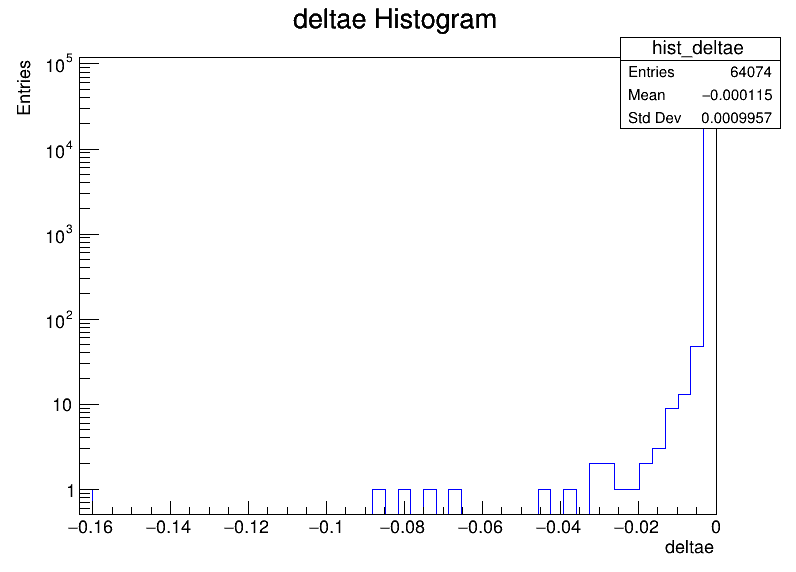 deltae Histogram
hist_deltae
Entries 64074
Mean −0.000115
Std Dev 0.0009957
Entries
10^5
10^4
10^3
10^2
10
1
−0.16 −0.14 −0.12 −0.1 −0.08 −0.06 −0.04 −0.02 0
deltae